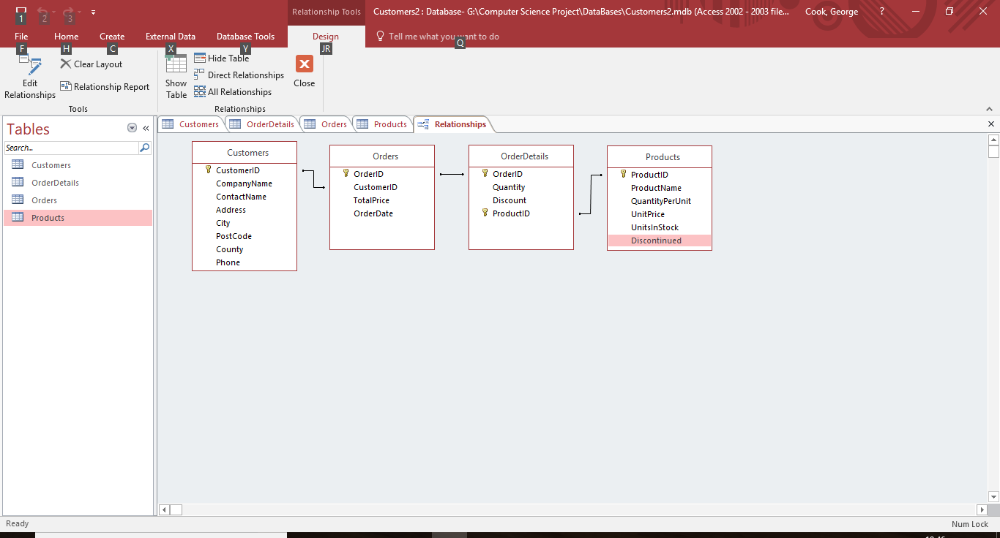 1 2 3
Relationship Tools
Customers2 : Database- G:\Computer Science Project\DataBases\Customers2.mdb (Access 2002 - 2003 file...
Cook, George
?
File Home Create External Data Database Tools Design Tell me what you want to do
F H C X Y JR Q
Edit Relationships
Clear Layout
Relationship Report
Tools
Show Table
Hide Table
Direct Relationships
All Relationships
Relationships
Close
Tables
Search...
Customers
OrderDetails
Orders
Products
Customers OrderDetails Orders Products Relationships
Customers
CustomerID
CompanyName
ContactName
Address
City
PostCode
County
Phone
Orders
OrderID
CustomerID
TotalPrice
OrderDate
OrderDetails
OrderID
Quantity
Discount
ProductID
Products
ProductID
ProductName
QuantityPerUnit
UnitPrice
UnitsInStock
Discontinued
Ready
Num Lock